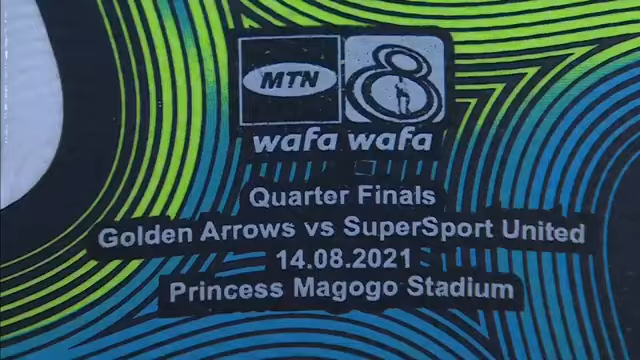 MTN
8
wafa wafa
Quarter Finals
Golden Arrows vs SuperSport United
14.08.2021
Princess Magogo Stadium